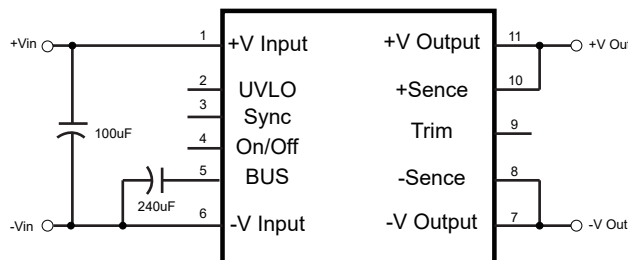 +Vin 1 +V Input +V Output 11 +V Out
2 UVLO +Sence 10
3 Sync
100uF Trim 9
4 On/Off
5 BUS -Sence 8
240uF
-Vin 6 -V Input -V Output 7 -V Out